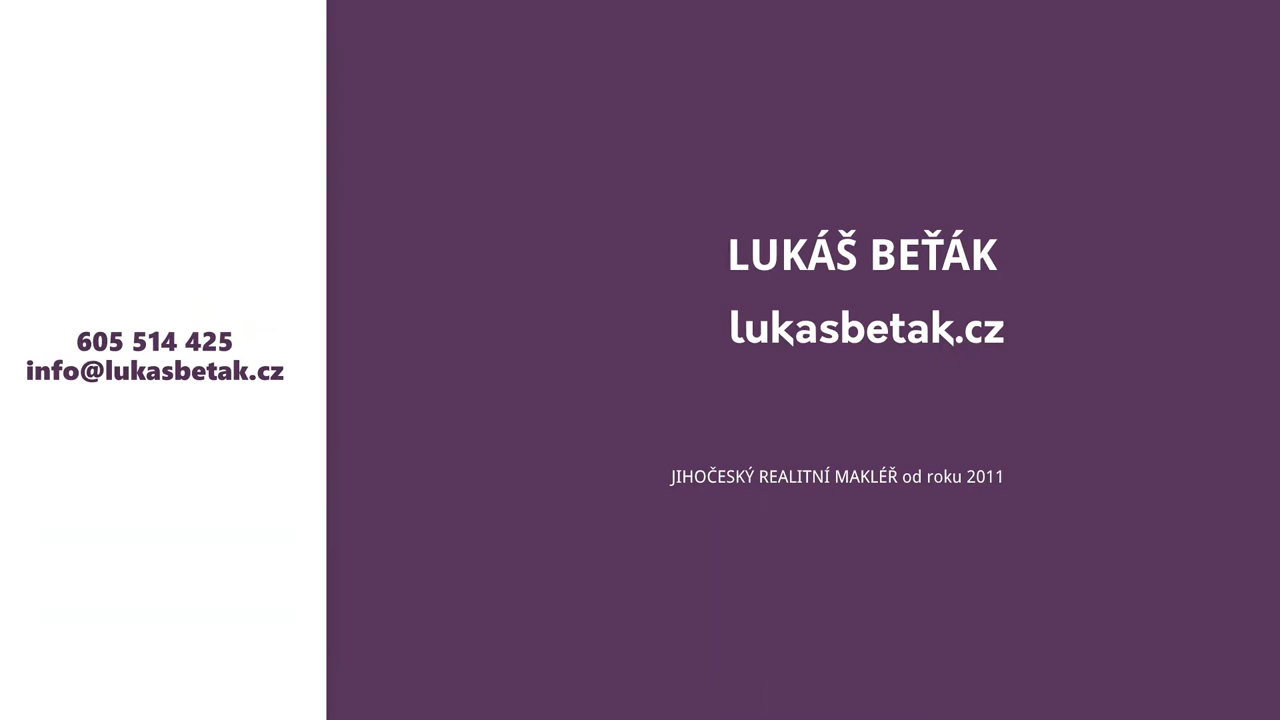 605 514 425
info@lukasbetak.cz
LUKÁŠ BEŤÁK
lukasbetak.cz
JIHOČESKÝ REALITNÍ MAKLÉŘ od roku 2011